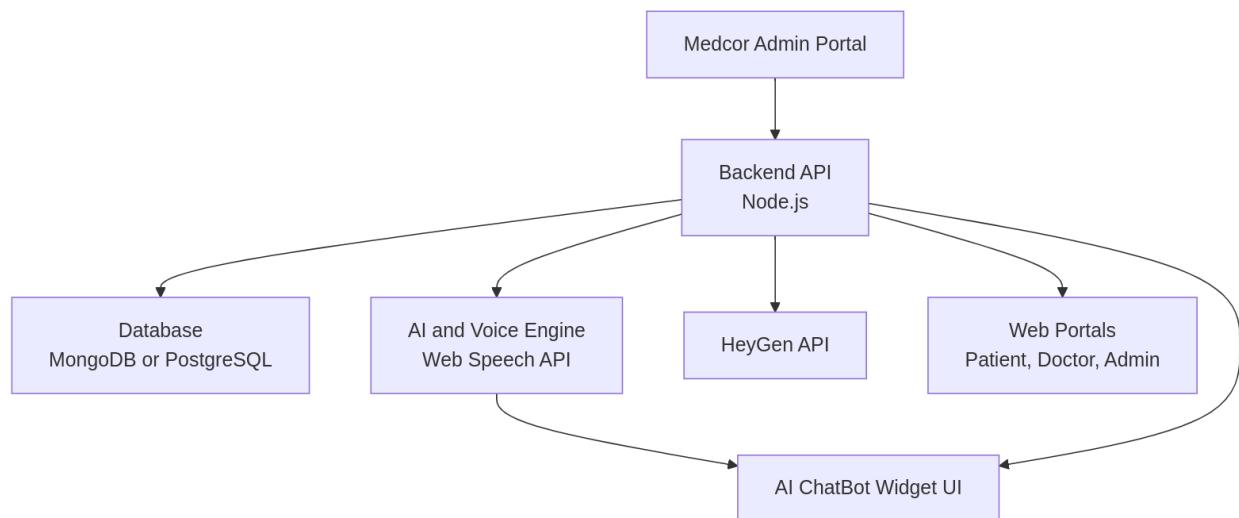 Medcor Admin Portal
Backend API
Node.js
Database
MongoDB or PostgreSQL
AI and Voice Engine
Web Speech API
HeyGen API
Web Portals
Patient, Doctor, Admin
AI ChatBot Widget UI